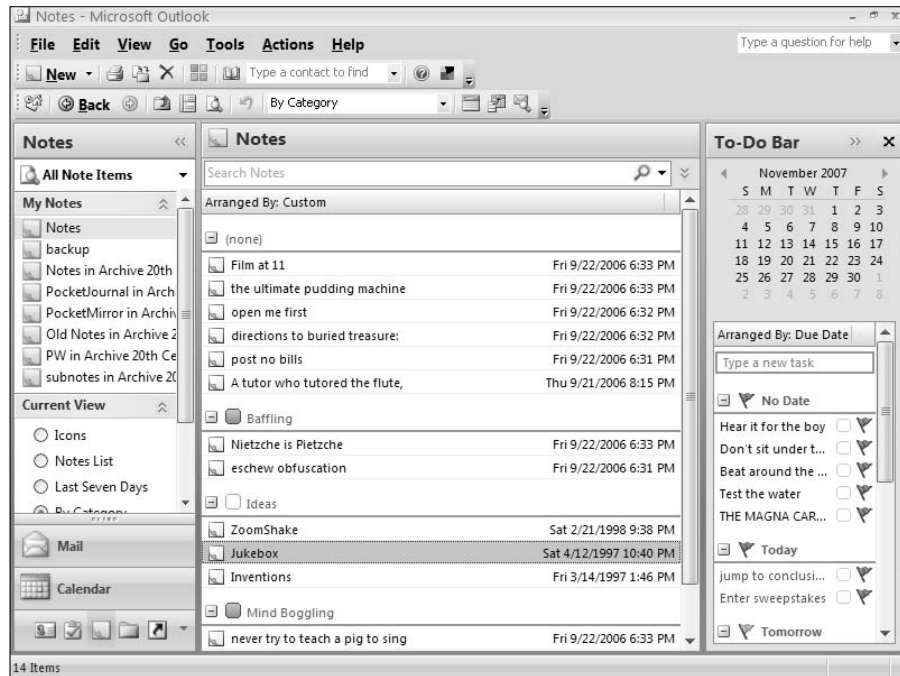 Notes - Microsoft Outlook
File Edit View Go Tools Actions Help
Type a question for help
New
Type a contact to find
Back
By Category
Notes
All Note Items
My Notes
Notes
backup
Notes in Archive 20th
PocketJournal in Arch
PocketMirror in Archiv
Old Notes in Archive 2
PW in Archive 20th Ce
subnotes in Archive 20
Current View
Icons
Notes List
Last Seven Days
By Category
Mail
Calendar
Notes
Search Notes
Arranged By: Custom
(none)
Film at 11 Fri 9/22/2006 6:33 PM
the ultimate pudding machine Fri 9/22/2006 6:33 PM
open me first Fri 9/22/2006 6:32 PM
directions to buried treasure: Fri 9/22/2006 6:32 PM
post no bills Fri 9/22/2006 6:31 PM
A tutor who tutored the flute, Thu 9/21/2006 8:15 PM
Baffling
Nietzche is Pietzche Fri 9/22/2006 6:33 PM
eschew obfuscation Fri 9/22/2006 6:31 PM
Ideas
ZoomShake Sat 2/21/1998 9:38 PM
Jukebox Sat 4/12/1997 10:40 PM
Inventions Fri 3/14/1997 1:46 PM
Mind Boggling
never try to teach a pig to sing Fri 9/22/2006 6:33 PM
To-Do Bar
November 2007
S M T W T F S
28 29 30 31 1 2 3
4 5 6 7 8 9 10
11 12 13 14 15 16 17
18 19 20 21 22 23 24
25 26 27 28 29 30 1
2 3 4 5 6 7 8
Arranged By: Due Date
Type a new task
No Date
Hear it for the boy
Don't sit under t...
Beat around the ...
Test the water
THE MAGNA CAR...
Today
jump to conclusi...
Enter sweepstakes
Tomorrow
14 Items